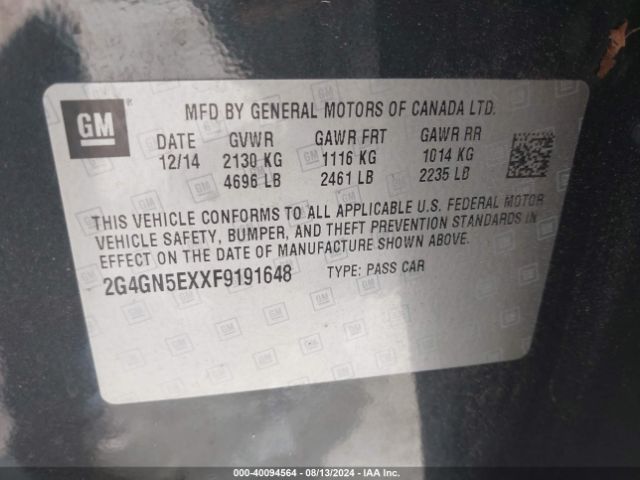 GM
MFD BY GENERAL MOTORS OF CANADA LTD.
DATE GVWR GAWR FRT GAWR RR
12/14 2130 KG 1116 KG 1014 KG
4696 LB 2461 LB 2235 LB
THIS VEHICLE CONFORMS TO ALL APPLICABLE U.S. FEDERAL MOTOR
VEHICLE SAFETY, BUMPER, AND THEFT PREVENTION STANDARDS IN
EFFECT ON THE DATE OF MANUFACTURE SHOWN ABOVE.
2G4GN5EXXF9191648 TYPE: PASS CAR
000-40094564 - 08/13/2024 - IAA Inc.